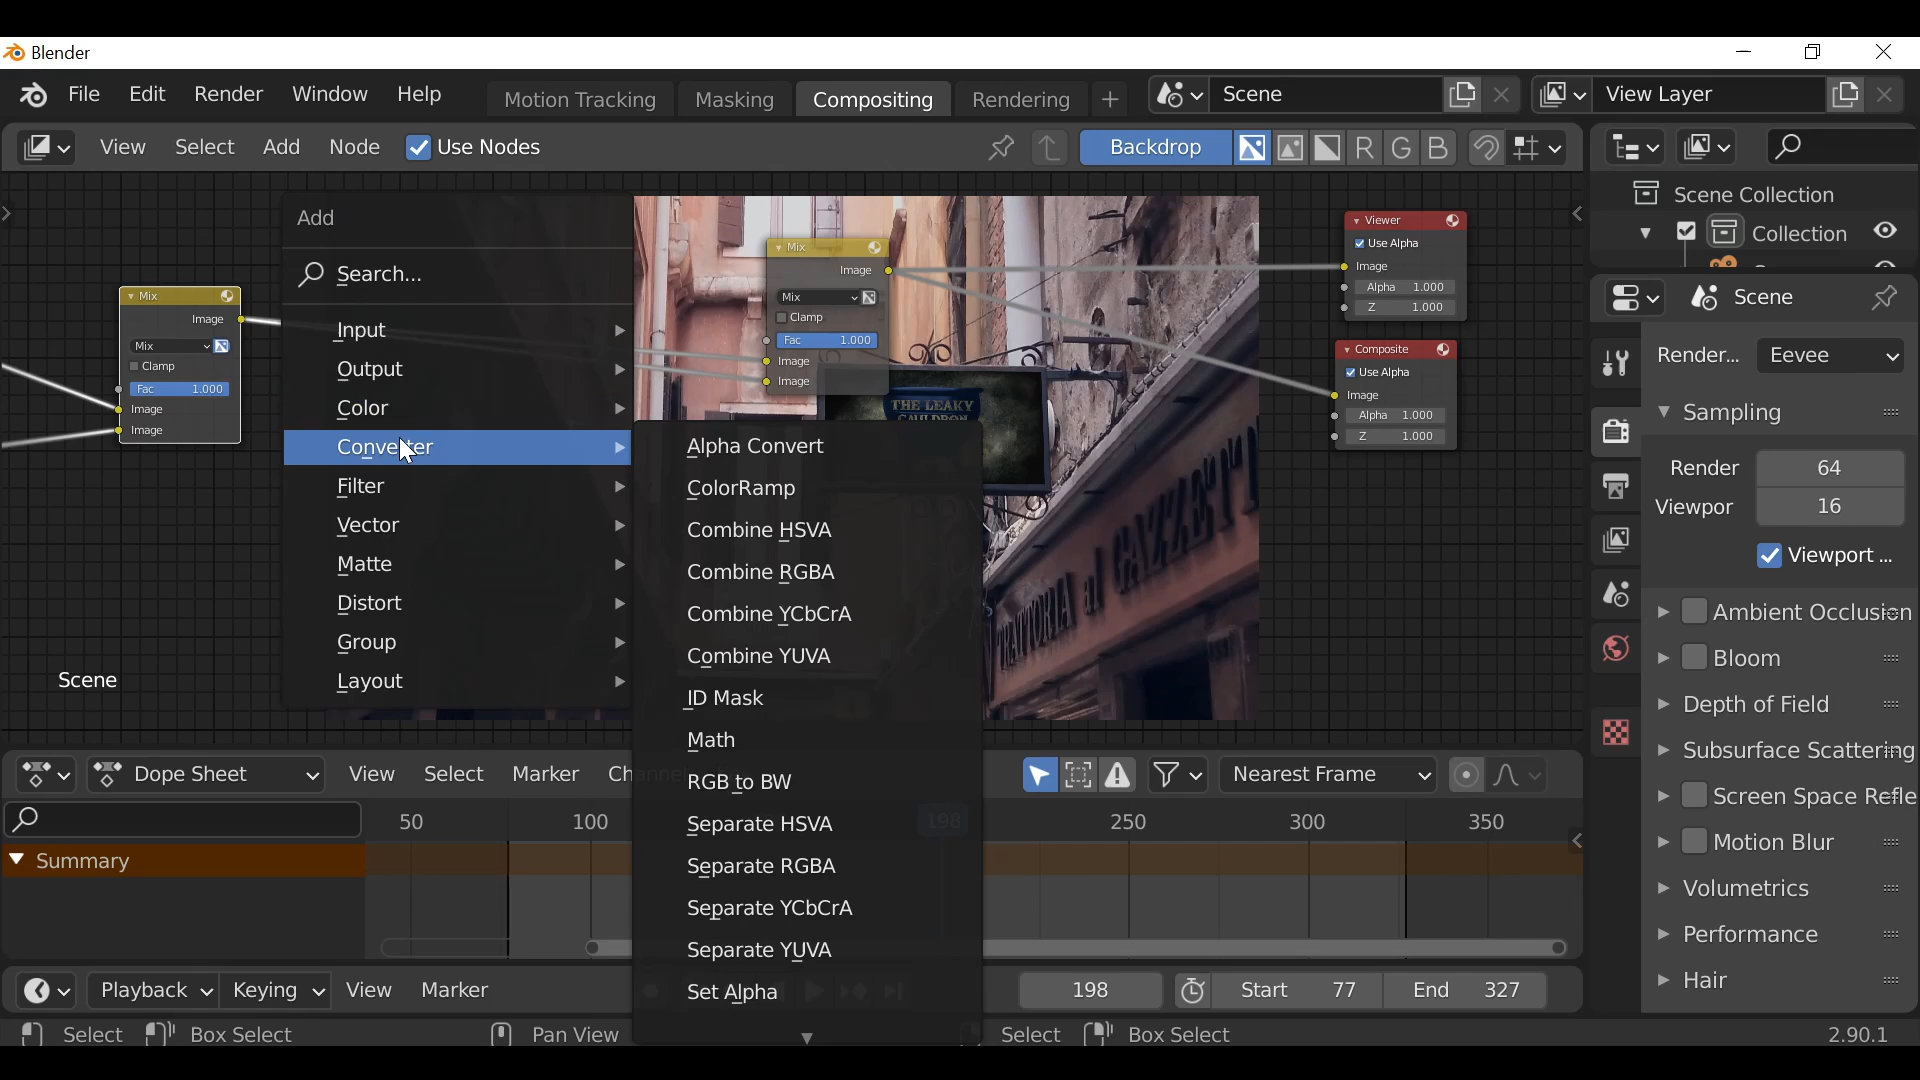 Blender
File Edit Render Window Help Motion Tracking Masking Compositing Rendering + Scene View Layer
View Select Add Node Use Nodes Backdrop R G B
Add
Search...
Input
Output
Color
Converter
Filter
Vector
Matte
Distort
Group
Layout
Alpha Convert
ColorRamp
Combine HSVA
Combine RGBA
Combine YCbCrA
Combine YUVA
ID Mask
Math
RGB to BW
Separate HSVA
Separate RGBA
Separate YCbCrA
Separate YUVA
Set Alpha
Mix
Image
Mix
Clamp
Fac 1.000
Image
Image
Scene
Mix
Image
Mix
Clamp
Fac 1.000
Image
Image
THE LEAKY
CAULDRON
TRATTORIA al GAZZETT
Viewer
Use Alpha
Image
Alpha 1.000
Z 1.000
Composite
Use Alpha
Image
Alpha 1.000
Z 1.000
Scene Collection
Collection
Scene
Render... Eevee
Sampling
Render 64
Viewpor 16
Viewport ...
Ambient Occlusion
Bloom
Depth of Field
Subsurface Scattering
Screen Space Refle
Motion Blur
Volumetrics
Performance
Hair
Dope Sheet View Select Marker Nearest Frame
50 100 198 250 300 350
Summary
Playback Keying View Marker 198 Start 77 End 327
Select Box Select Pan View Select Box Select 2.90.1